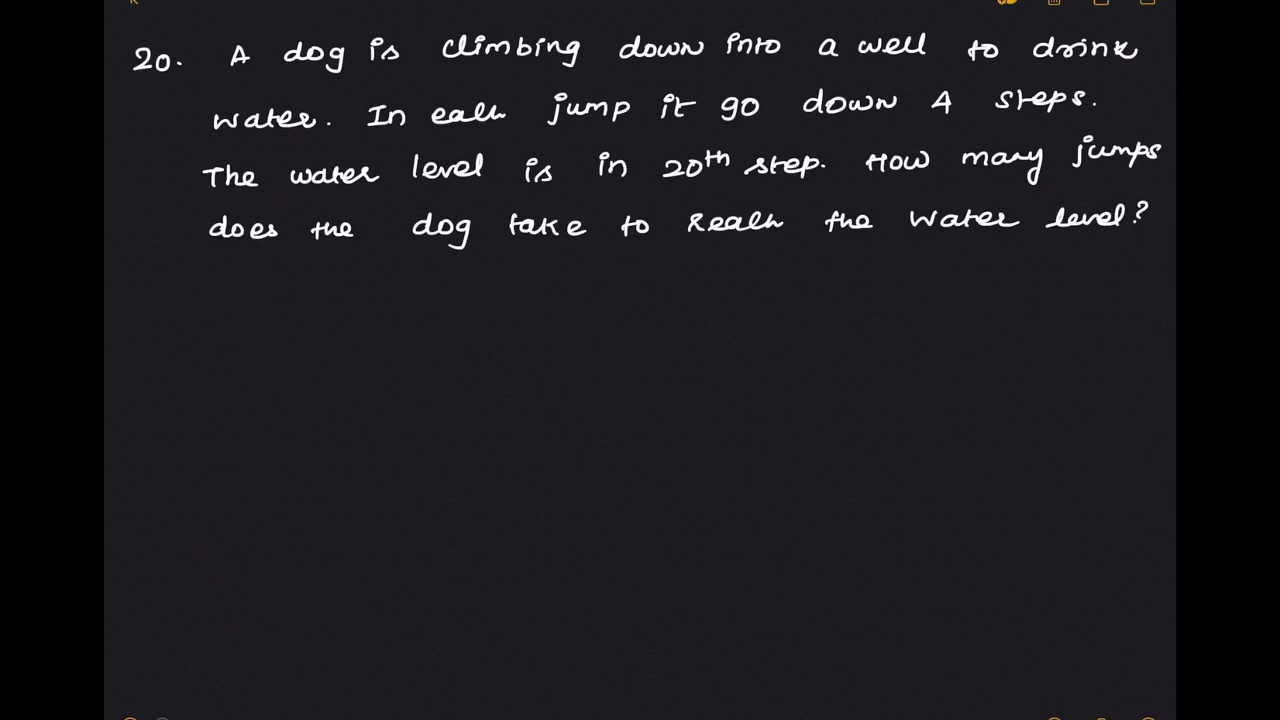 20. A dog is climbing down into a well to drink
water. In each jump it go down 4 steps.
The water level is in 20th step. How many jumps
does the dog take to Reach the water level?